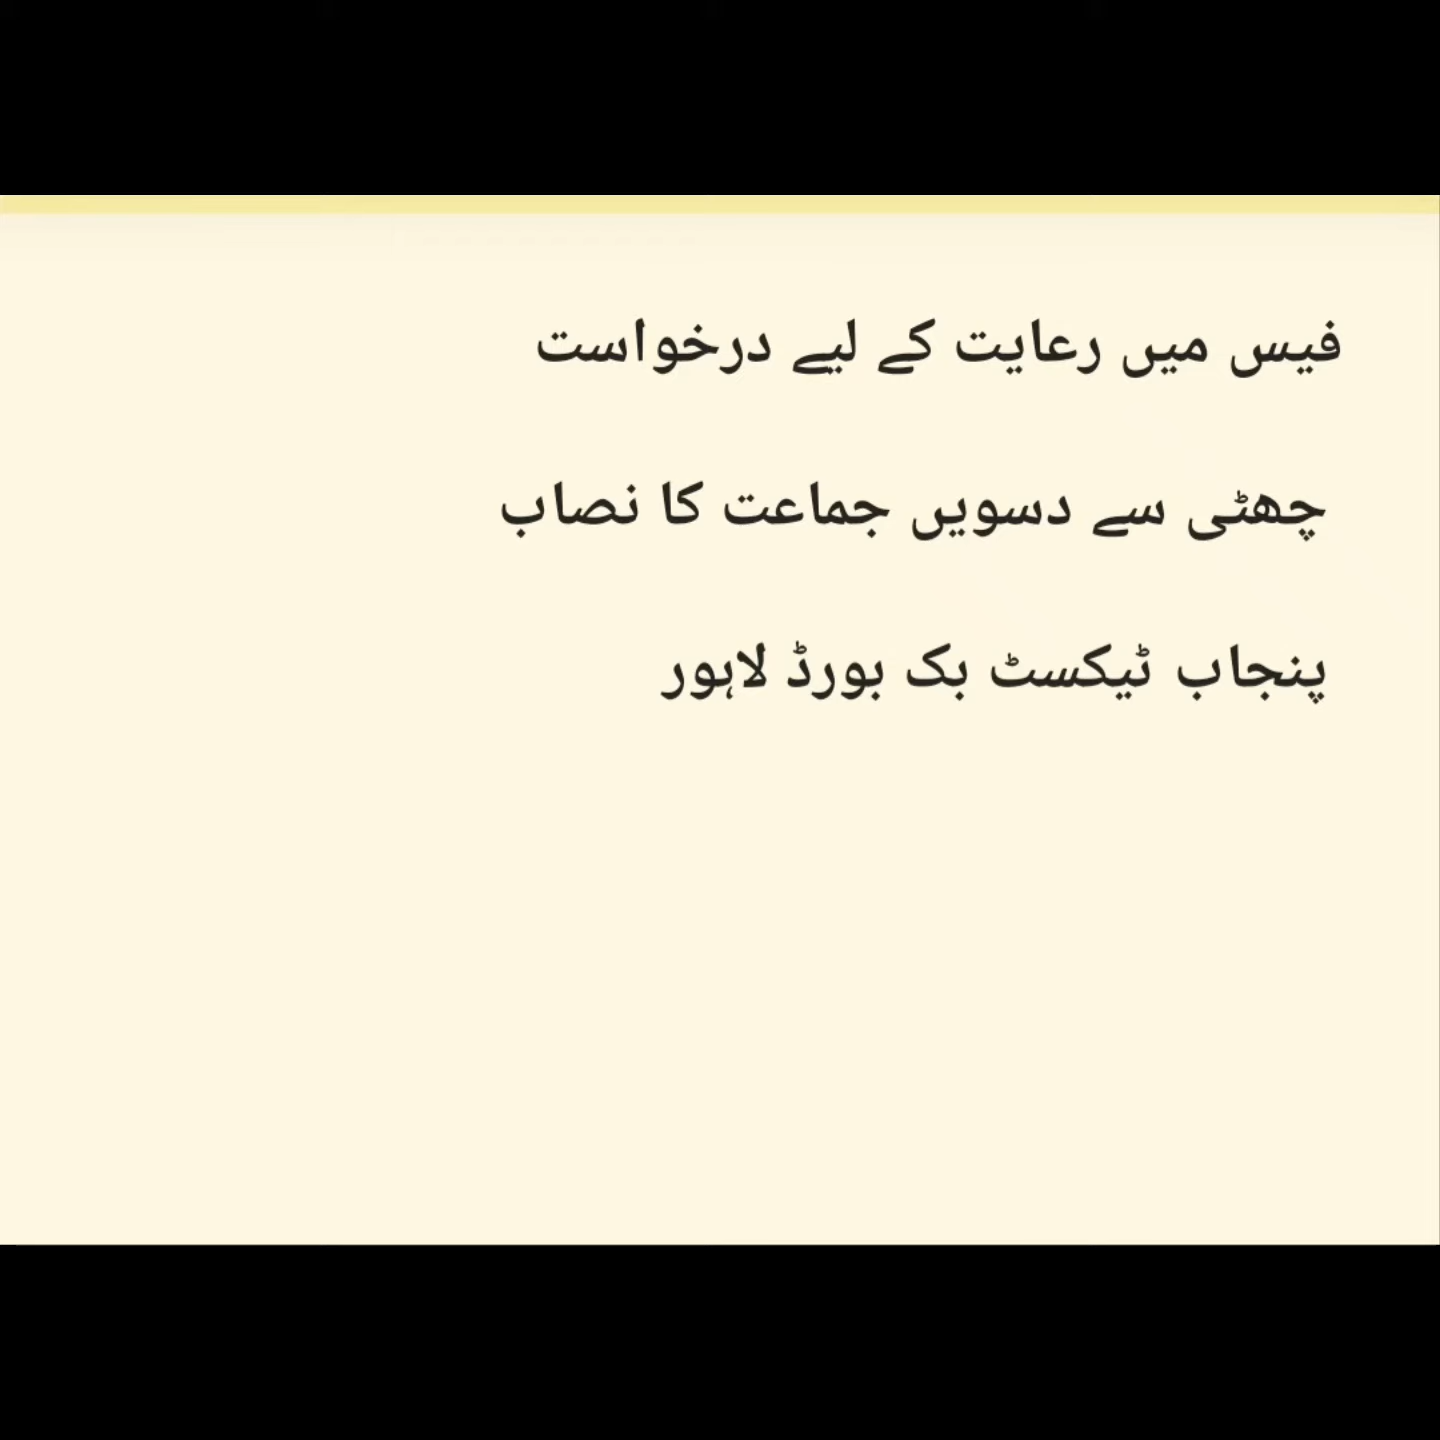 فیس میں رعایت کے لیے درخواست
چھٹی سے دسویں جماعت کا نصاب
پنجاب ٹیکسٹ بک بورڈ لاہور